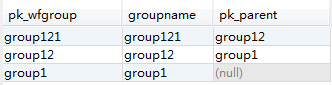 pk_wfgroup groupname pk_parent
group121 group121 group12
group12 group12 group1
group1 group1 (null)